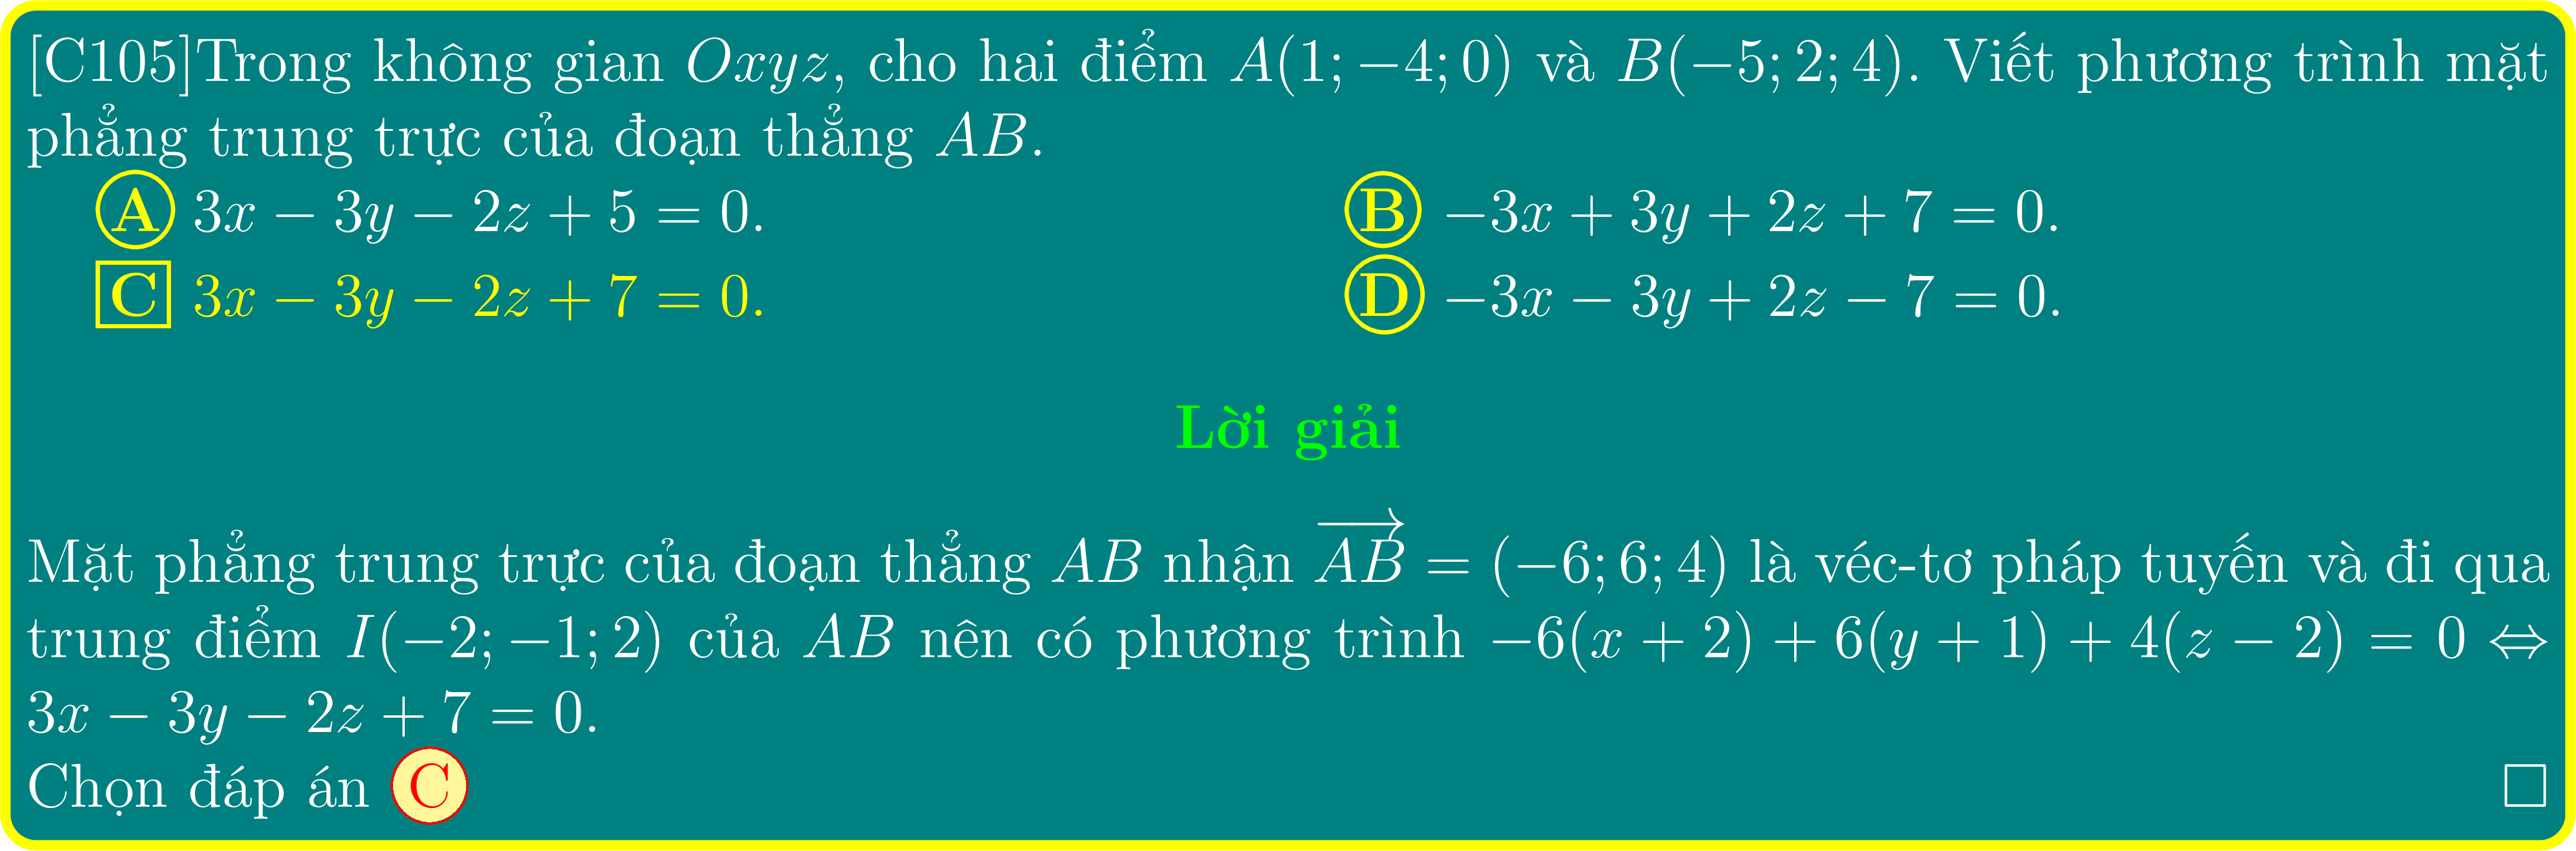 [C105]Trong không gian Oxyz, cho hai điểm A(1; −4; 0) và B(−5; 2; 4). Viết phương trình mặt
phẳng trung trực của đoạn thẳng AB.
A 3x − 3y − 2z + 5 = 0. B −3x + 3y + 2z + 7 = 0.
C 3x − 3y − 2z + 7 = 0. D −3x − 3y + 2z − 7 = 0.
Lời giải
Mặt phẳng trung trực của đoạn thẳng AB nhận $\overrightarrow{AB}$ = (−6; 6; 4) là véc-tơ pháp tuyến và đi qua
trung điểm I(−2; −1; 2) của AB nên có phương trình −6(x + 2) + 6(y + 1) + 4(z − 2) = 0 ⇔
3x − 3y − 2z + 7 = 0.
Chọn đáp án C □